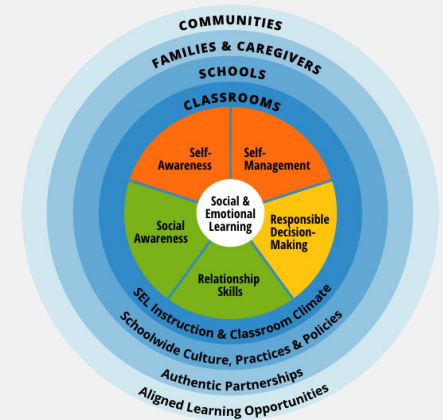 COMMUNITIES
FAMILIES & CAREGIVERS
SCHOOLS
CLASSROOMS
Self-
Awareness
Self-
Management
Social &
Emotional
Learning
Social
Awareness
Responsible
Decision-
Making
Relationship
Skills
SEL Instruction & Classroom Climate
Schoolwide Culture, Practices & Policies
Authentic Partnerships
Aligned Learning Opportunities